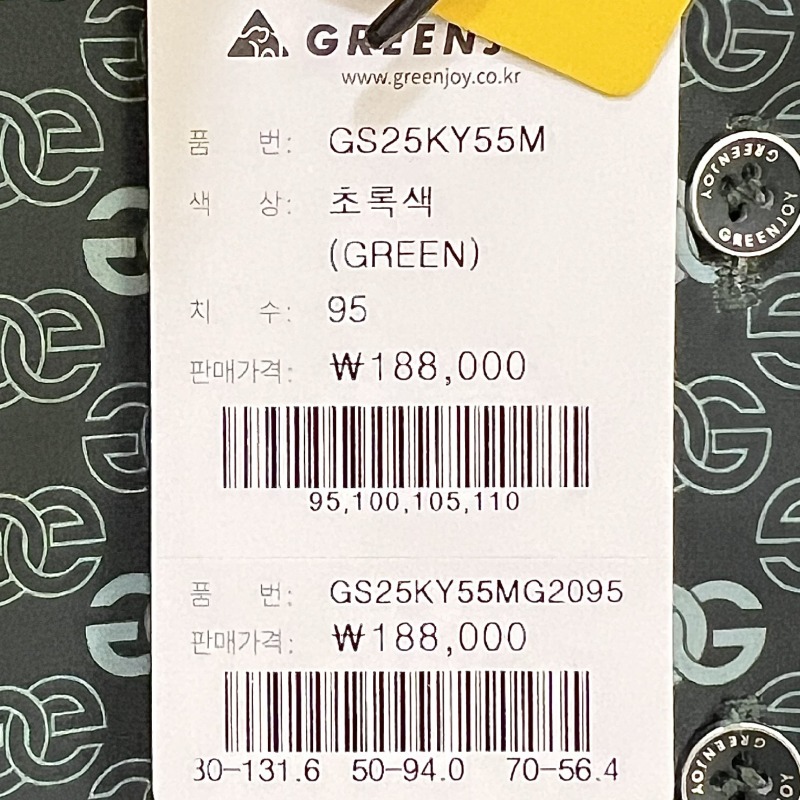 GREENJ
www.greenjoy.co.kr
품 번: GS25KY55M
색 상: 초록색
(GREEN)
치 수: 95
판매가격: ₩188,000
95,100,105,110
품 번: GS25KY55MG2095
판매가격: ₩188,000
30-131.6 50-94.0 70-56.4
GREENJOY GREENJOY
GREENJOY GREENJOY